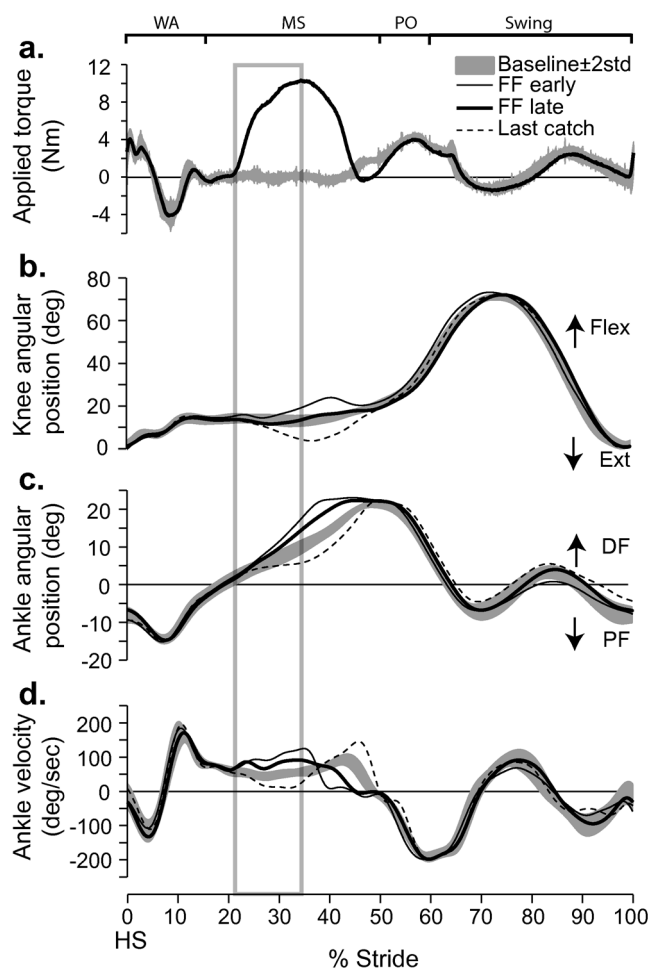 WA MS PO Swing
a.
Applied torque
(Nm)
12
8
4
0
-4
Baseline±2std
FF early
FF late
Last catch
b.
Knee angular
position (deg)
80
60
40
20
0
Flex
Ext
c.
Ankle angular
position (deg)
20
10
0
-10
-20
DF
PF
d.
Ankle velocity
(deg/sec)
200
100
0
-100
-200
0 10 20 30 40 50 60 70 80 90 100
HS
% Stride